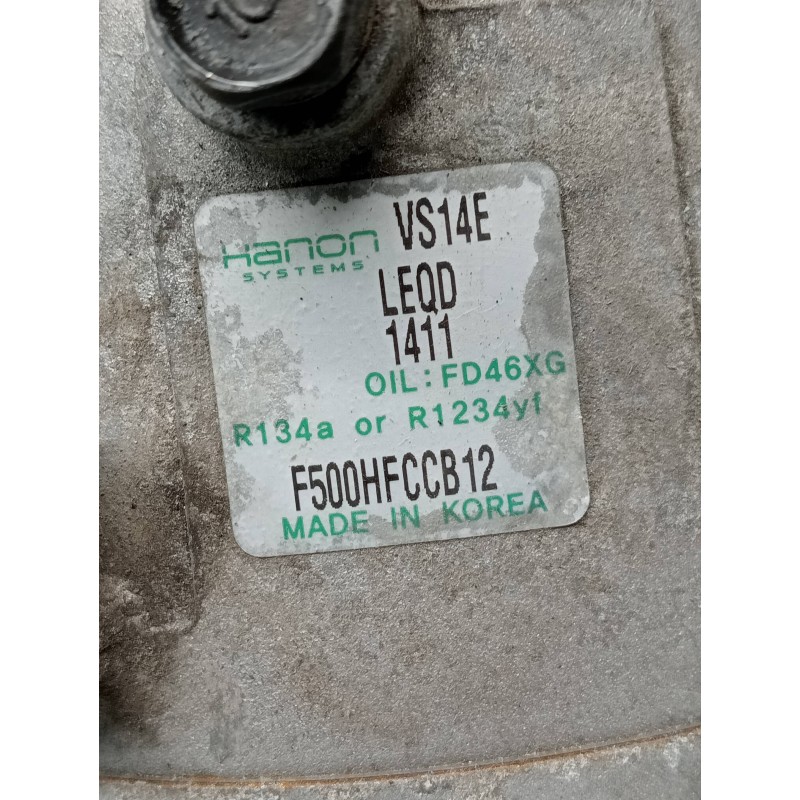 Hanon VS14E
SYSTEMS
LEQD
1411
OIL: FD46XG
R134a or R1234yf
F500HFCCB12
MADE IN KOREA